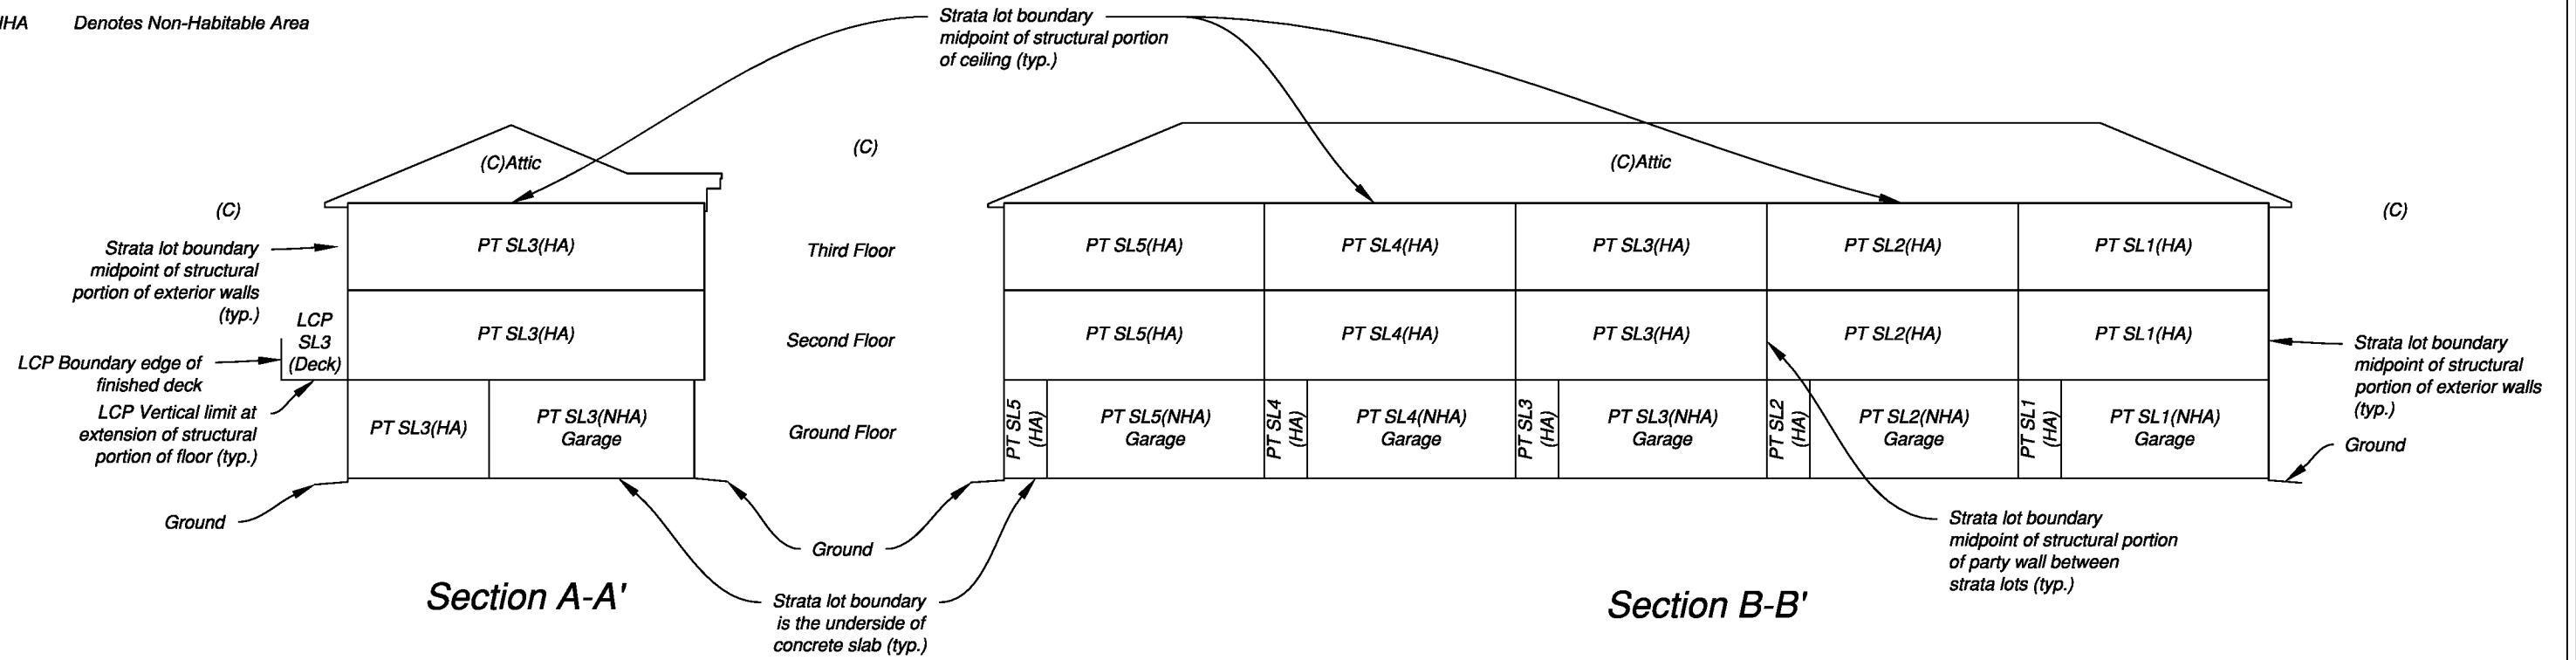 HA Denotes Non-Habitable Area
Strata lot boundary
midpoint of structural portion
of ceiling (typ.)
(C)Attic
(C)
(C)Attic
(C)
(C)
Strata lot boundary
midpoint of structural
portion of exterior walls
(typ.)
PT SL3(HA)
Third Floor
PT SL5(HA)
PT SL4(HA)
PT SL3(HA)
PT SL2(HA)
PT SL1(HA)
LCP
SL3
(Deck)
PT SL3(HA)
Second Floor
PT SL5(HA)
PT SL4(HA)
PT SL3(HA)
PT SL2(HA)
PT SL1(HA)
Strata lot boundary
midpoint of structural
portion of exterior walls
(typ.)
LCP Boundary edge of
finished deck
LCP Vertical limit at
extension of structural
portion of floor (typ.)
PT SL3(HA)
PT SL3(NHA)
Garage
Ground Floor
PT SL5
(HA)
PT SL5(NHA)
Garage
PT SL4
(HA)
PT SL4(NHA)
Garage
PT SL3
(HA)
PT SL3(NHA)
Garage
PT SL2
(HA)
PT SL2(NHA)
Garage
PT SL1
(HA)
PT SL1(NHA)
Garage
Ground
Ground
Ground
Strata lot boundary
midpoint of structural portion
of party wall between
strata lots (typ.)
Section A-A'
Strata lot boundary
is the underside of
concrete slab (typ.)
Section B-B'